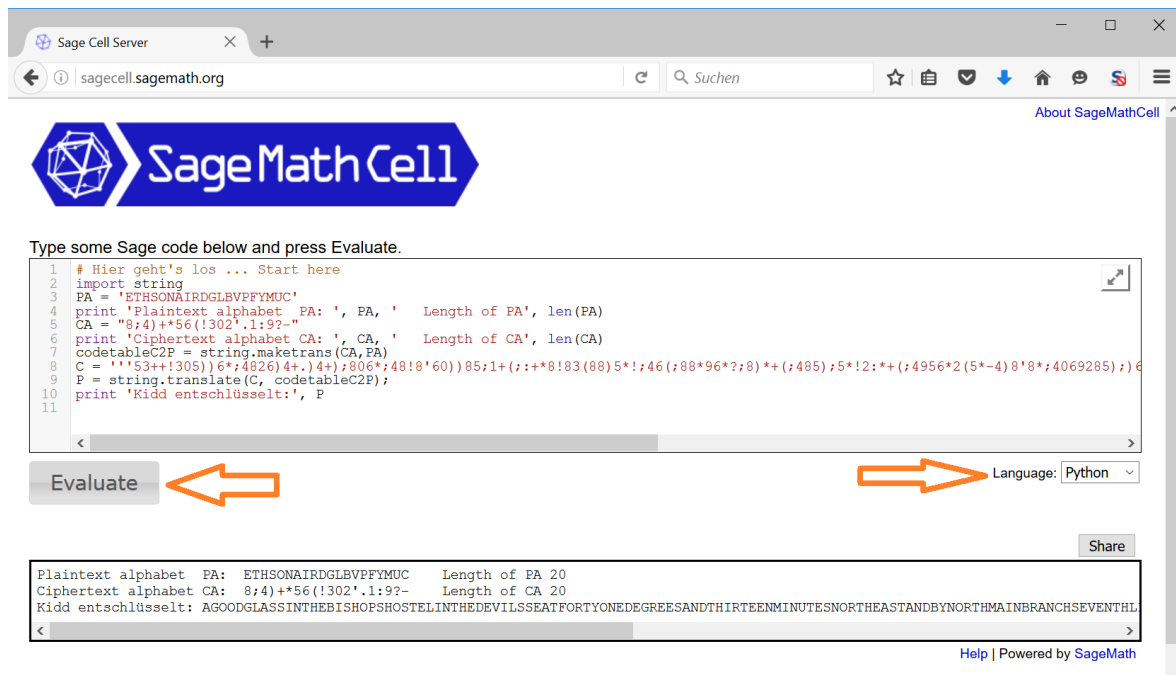 Sage Cell Server
sagecell.sagemath.org
Suchen
About SageMathCell
SageMathCell
Type some Sage code below and press Evaluate.
1 # Hier geht's los ... Start here
2 import string
3 PA = 'ETHSONAIRDGLBVPFYMUC'
4 print 'Plaintext alphabet  PA: ', PA, '   Length of PA', len(PA)
5 CA = "8;4)+*56(!302'.1:9?-"
6 print 'Ciphertext alphabet CA: ', CA, '   Length of CA', len(CA)
7 codetableC2P = string.maketrans(CA,PA)
8 C = '''53++!305))6*;4826)4+.)4+);806*;48!8'60))85;1+(;:+*8!83(88)5*!;46(;88*96*?;8)*+(;485);5*!2:*+(;4956*2(5*-4)8'8*;4069285);)6
9 P = string.translate(C, codetableC2P);
10 print 'Kidd entschlüsselt:', P
11
Evaluate
Language: Python
Share
Plaintext alphabet  PA:  ETHSONAIRDGLBVPFYMUC    Length of PA 20
Ciphertext alphabet CA:  8;4)+*56(!302'.1:9?-    Length of CA 20
Kidd entschlüsselt: AGOODGLASSINTHEBISHOPSHOSTELINTHEDEVILSSEATFORTYONEDEGREESANDTHIRTEENMINUTESNORTHEASTANDBYNORTHMAINBRANCHSEVENTHL
Help | Powered by SageMath